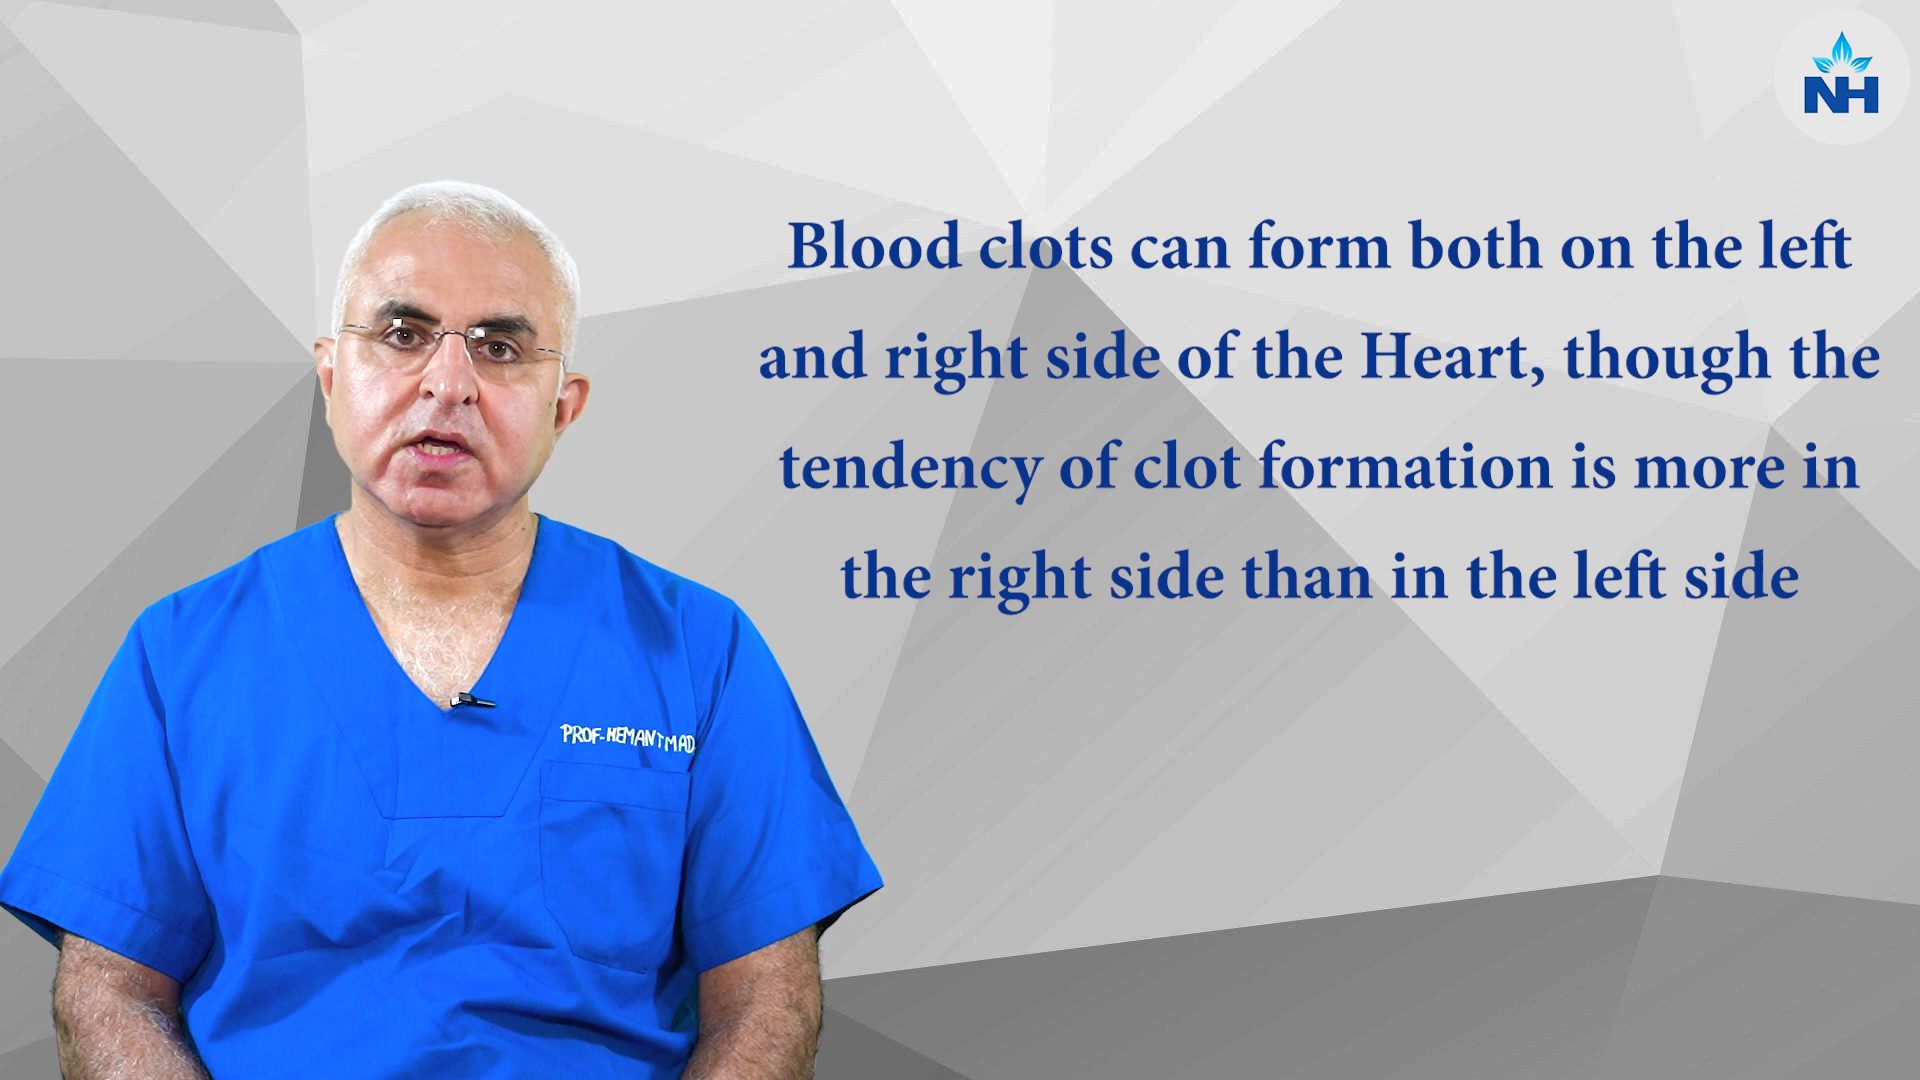 NH
Blood clots can form both on the left
and right side of the Heart, though the
tendency of clot formation is more in
the right side than in the left side
PROF-HEMANT MAD